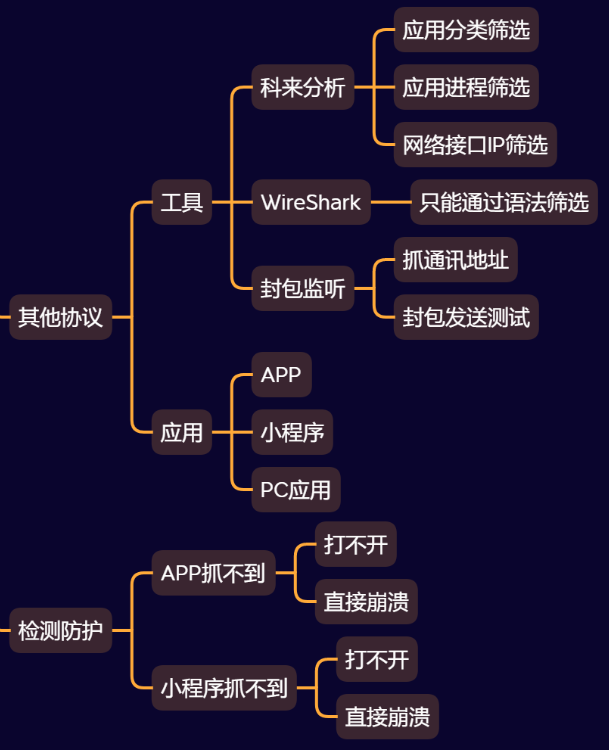 其他协议
工具
科来分析
应用分类筛选
应用进程筛选
网络接口IP筛选
WireShark
只能通过语法筛选
封包监听
抓通讯地址
封包发送测试
应用
APP
小程序
PC应用
检测防护
APP抓不到
打不开
直接崩溃
小程序抓不到
打不开
直接崩溃